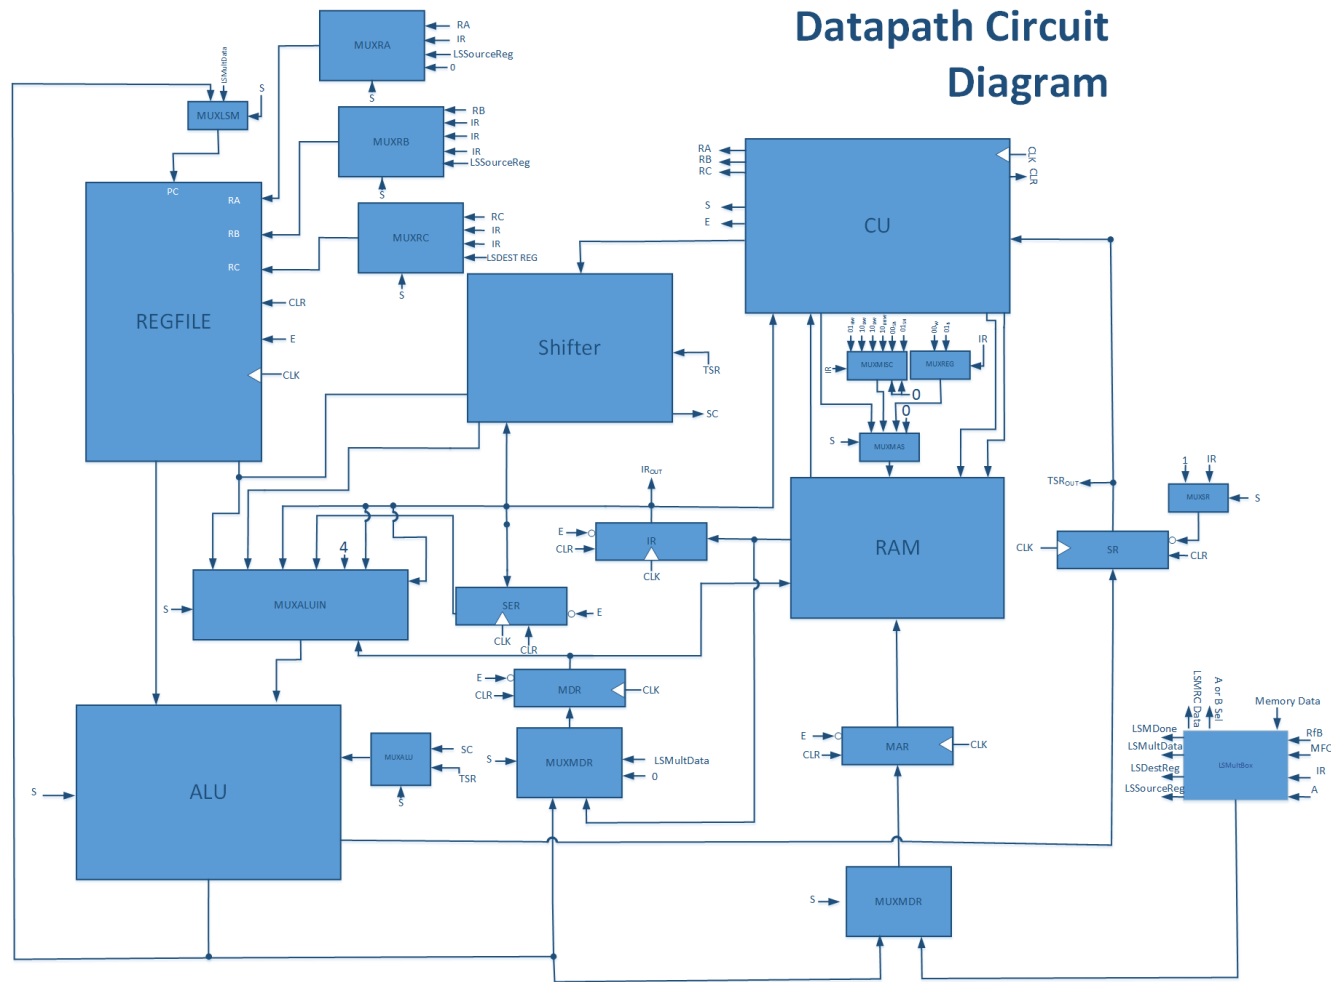 Datapath Circuit
Diagram
MUXRA
RA
IR
LSSourceReg
0
S
LSMultData
S
MUXLSM
MUXRB
RB
IR
IR
IR
LSSourceReg
S
MUXRC
RC
IR
IR
LSDEST REG
S
PC
RA
RB
RC
REGFILE
CLR
E
CLK
Shifter
TSR
SC
CU
RA
RB
RC
S
E
CLK
CLR
MUXMBC
IR
0
MUXREG
IR
0
S
MUXMAS
RAM
IROUT
IR
E
CLR
CLK
TSROUT
1
IR
MUXSR
S
CLK
SR
CLR
4
S
MUXALUIN
SER
E
CLK
CLR
E
CLR
MDR
CLK
S
MUXMDR
LSMultData
0
E
CLR
MAR
CLK
LSMRC Data
A or B Sel
Memory Data
LSMDone
LSMultData
LSDestReg
LSSourceReg
LSMultBox
RfB
MFC
IR
A
S
ALU
MUXALU
SC
TSR
S
S
MUXMDR